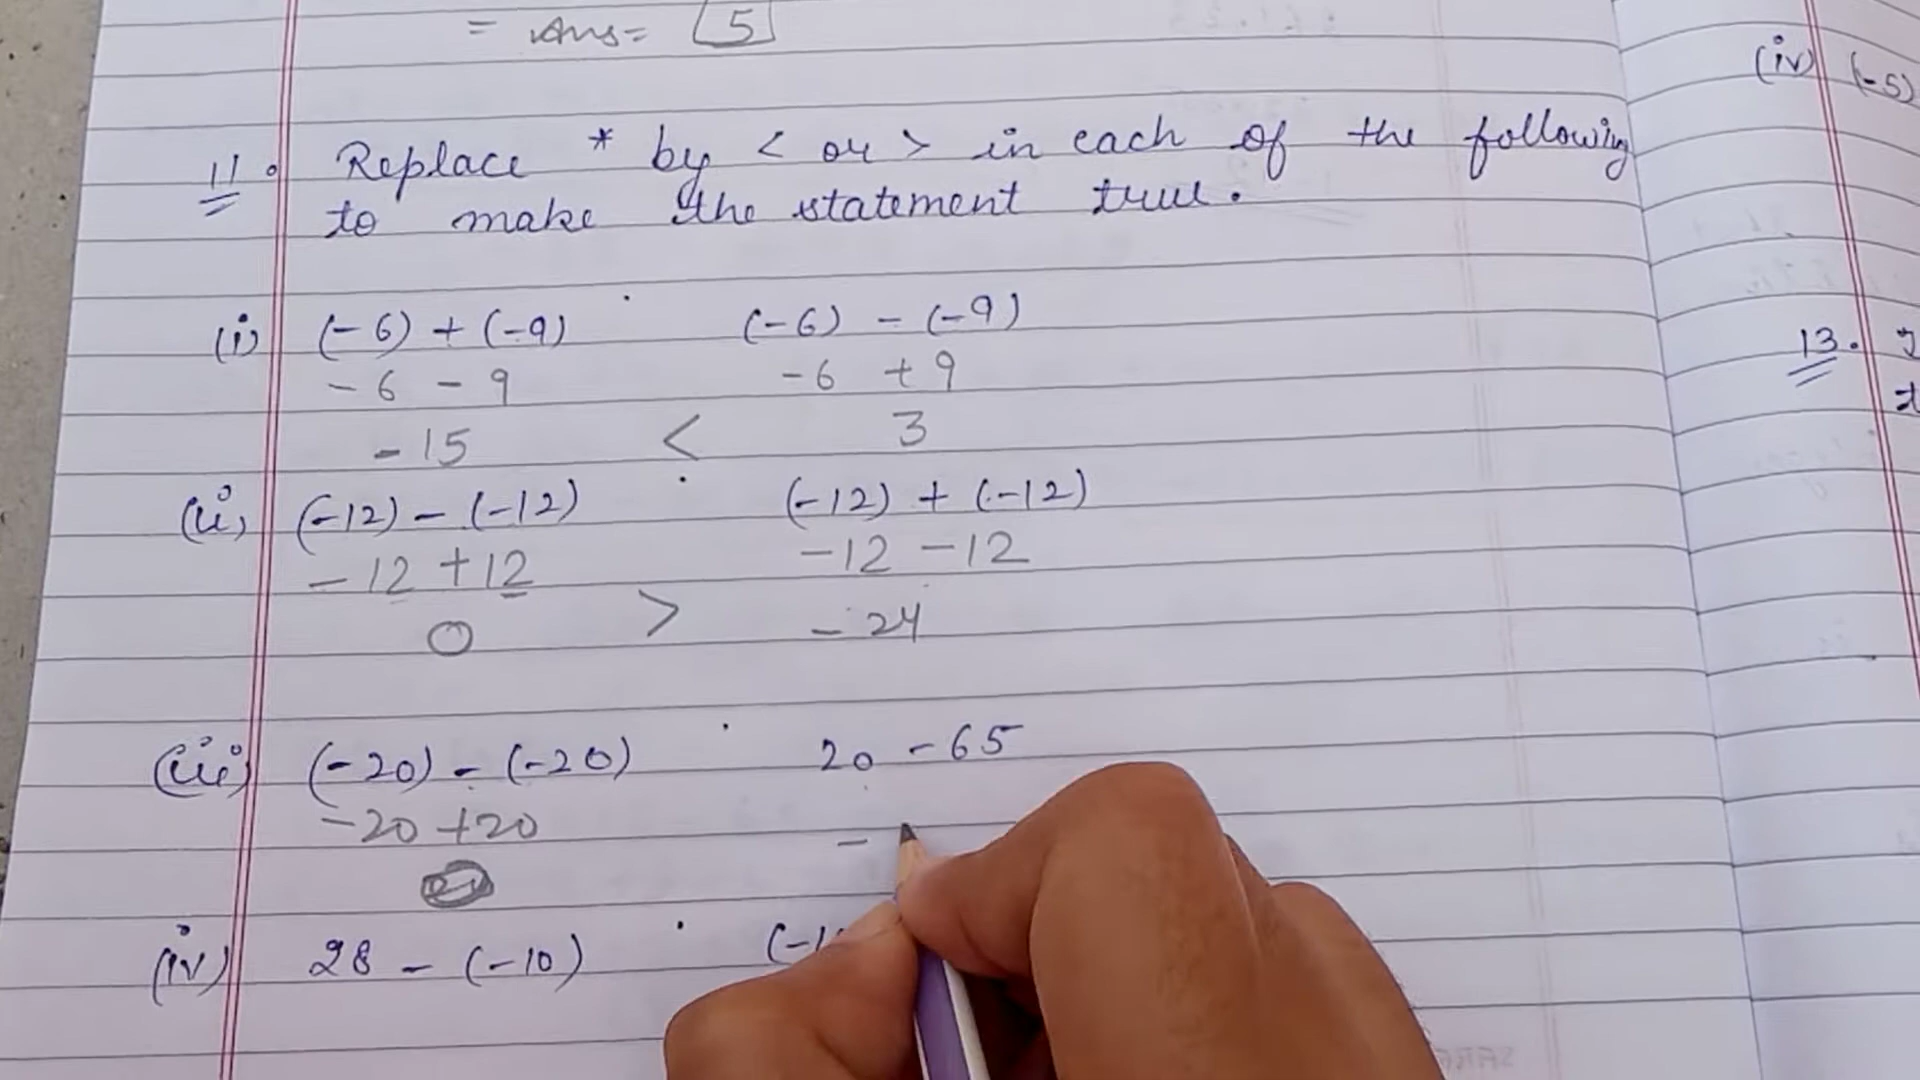 = Ans= 5
11. Replace * by < or > in each of the following
to make the statement true.
(i) (-6) + (-9) (-6) - (-9)
-6 - 9 -6 +9
-15 < 3
(ii) (-12) - (-12) (-12) + (-12)
-12 +12 -12 -12
0 > -24
(iii) (-20) - (-20) 20 -65
-20 +20 -
(iv) 28 - (-10) (-1
(iv) (-5)
13.